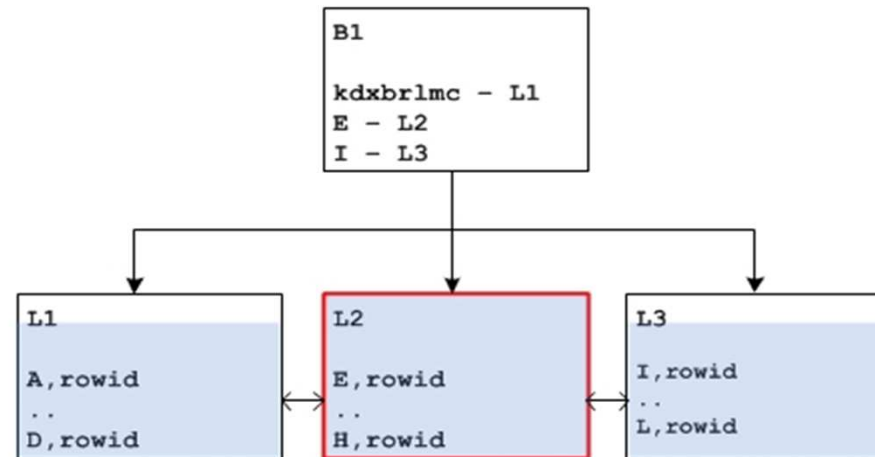 B1
kdxbrlmc – L1
E – L2
I – L3
L1
A,rowid
..
D,rowid
L2
E,rowid
..
H,rowid
L3
I,rowid
..
L,rowid